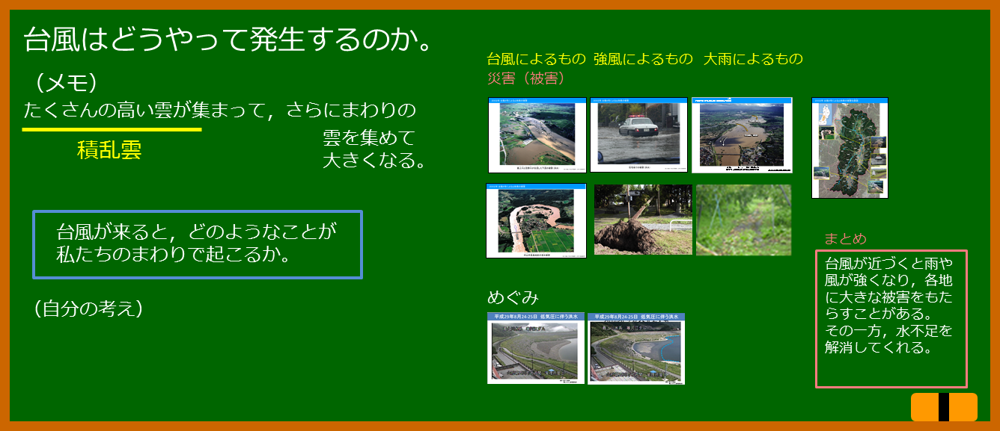 台風はどうやって発生するのか。
（メモ）
たくさんの高い雲が集まって，さらにまわりの
雲を集めて
大きくなる。
積乱雲
台風が来ると，どのようなことが
私たちのまわりで起こるか。
（自分の考え）
台風によるもの 強風によるもの 大雨によるもの
災害（被害）
めぐみ
平成29年8月24-25日 低気圧に伴う洪水
平成29年8月24-25日 低気圧に伴う洪水
まとめ
台風が近づくと雨や
風が強くなり，各地
に大きな被害をもた
らすことがある。
その一方，水不足を
解消してくれる。